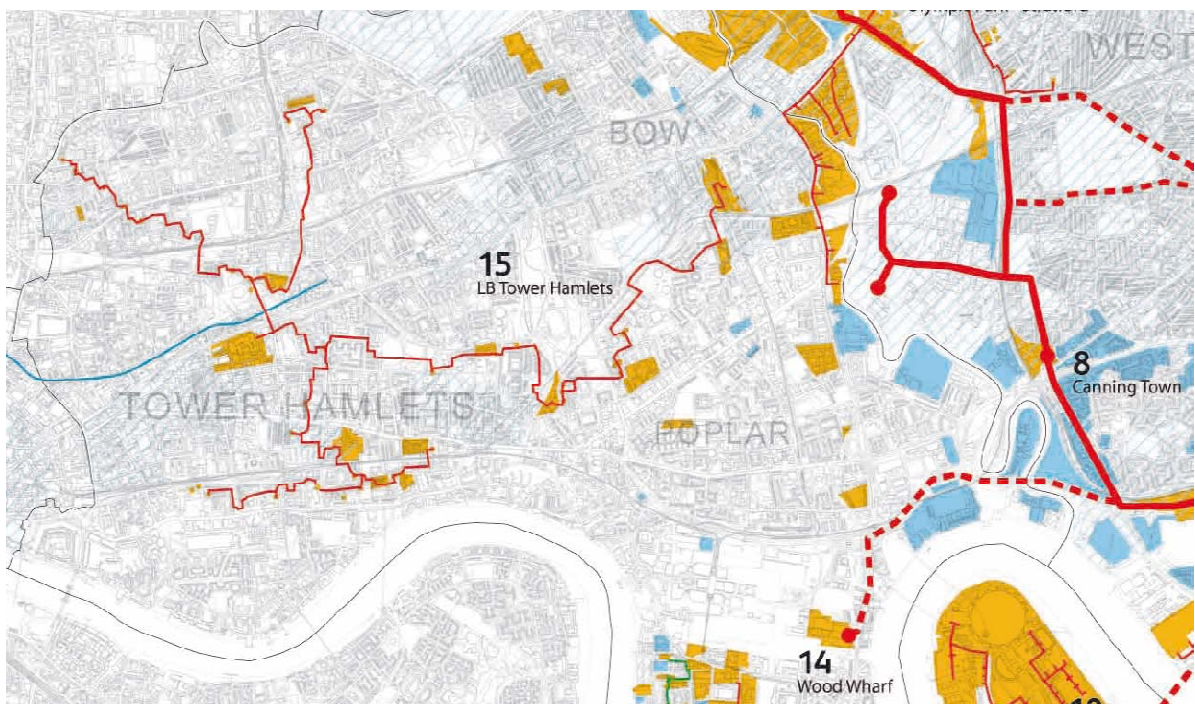 WEST
BOW
15
LB Tower Hamlets
8
Canning Town
TOWER HAMLETS
POPLAR
14
Wood Wharf